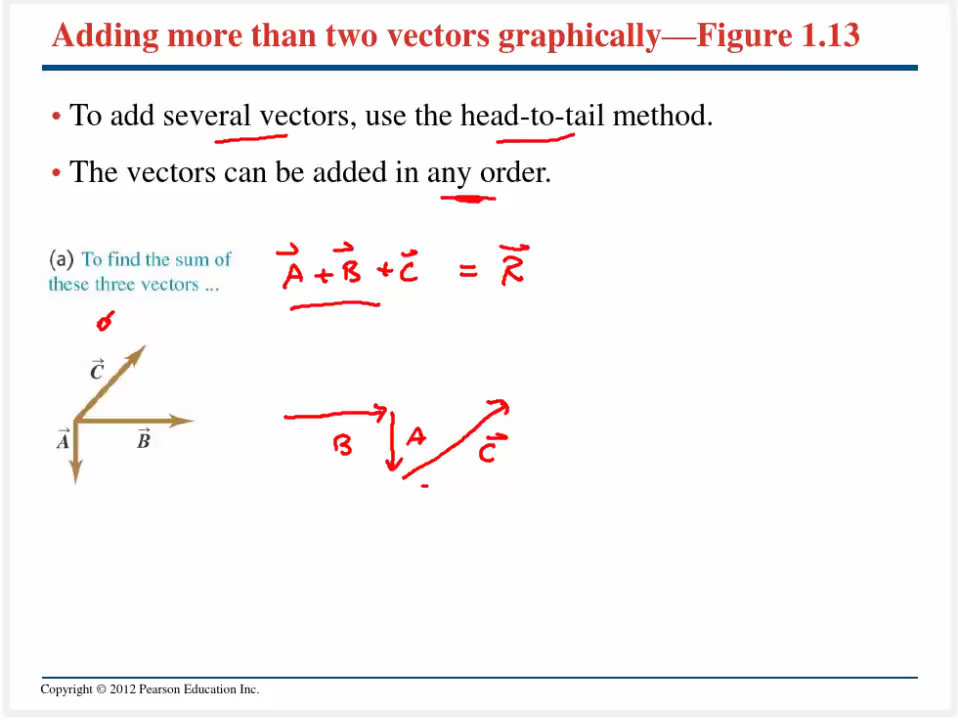 Adding more than two vectors graphically—Figure 1.13
• To add several vectors, use the head-to-tail method.
• The vectors can be added in any order.
(a) To find the sum of
these three vectors ...
A⃗ + B⃗ + C⃗ = R⃗
C⃗
A⃗
B⃗
B
A
C⃗
Copyright © 2012 Pearson Education Inc.